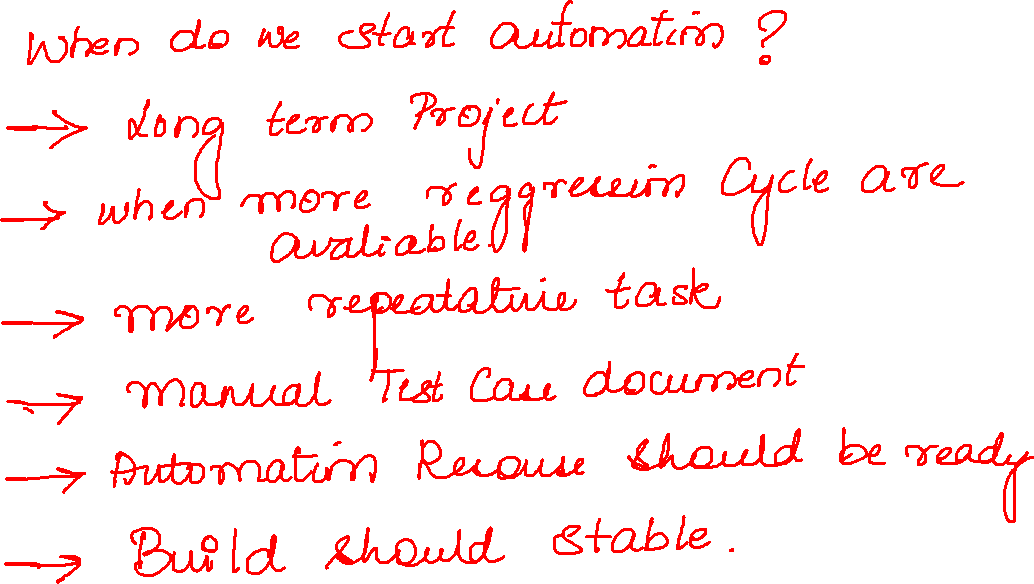 When do we start automation ?
→ Long term Project
→ when more reggression Cycle are
avaliable.
→ more repeatative task
→ manual Test Case document
→ Automation Resouse should be ready
→ Build should stable.